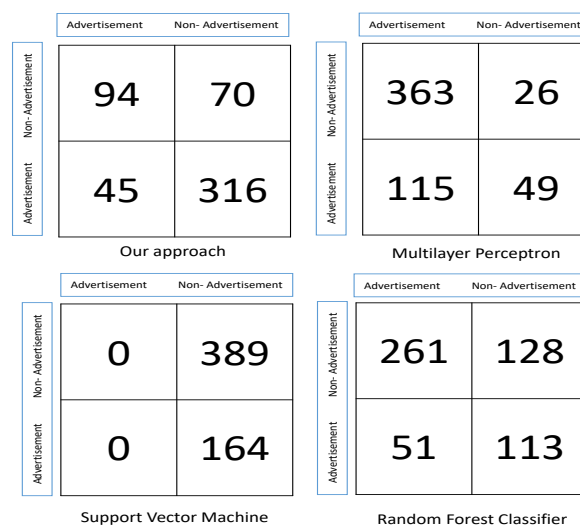 Advertisement Non- Advertisement
Non- Advertisement
94 70
Advertisement
45 316
Our approach
Advertisement Non- Advertisement
Non- Advertisement
363 26
Advertisement
115 49
Multilayer Perceptron
Advertisement Non- Advertisement
Non- Advertisement
0 389
Advertisement
0 164
Support Vector Machine
Advertisement Non- Advertisement
Non- Advertisement
261 128
Advertisement
51 113
Random Forest Classifier